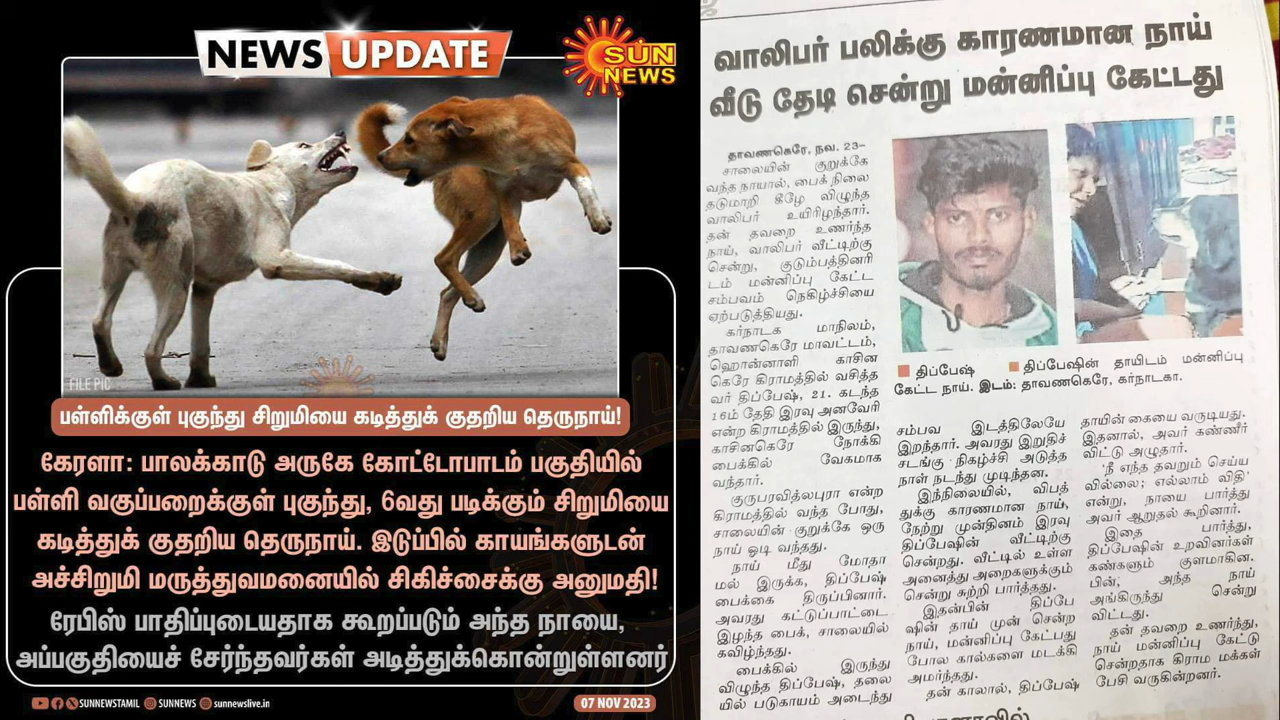 NEWS UPDATE
SUN
NEWS
FILE PIC
பள்ளிக்குள் புகுந்து சிறுமியை கடித்துக் குதறிய தெருநாய்!
கேரளா: பாலக்காடு அருகே கோட்டோபாடம் பகுதியில்
பள்ளி வகுப்பறைக்குள் புகுந்து, 6வது படிக்கும் சிறுமியை
கடித்துக் குதறிய தெருநாய். இடுப்பில் காயங்களுடன்
அச்சிறுமி மருத்துவமனையில் சிகிச்சைக்கு அனுமதி!
ரேபிஸ் பாதிப்புடையதாக கூறப்படும் அந்த நாயை,
அப்பகுதியைச் சேர்ந்தவர்கள் அடித்துக்கொன்றுள்ளனர்
SUNNEWSTAMIL SUNNEWS sunnewslive.in
07 NOV 2023
வாலிபர் பலிக்கு காரணமான நாய்
வீடு தேடி சென்று மன்னிப்பு கேட்டது
தாவணகெரே, நவ. 23–
சாலையின் குறுக்கே
வந்த நாயால், பைக் நிலை
தடுமாறி கீழே விழுந்த
வாலிபர் உயிரிழந்தார்.
தன் தவறை உணர்ந்த
நாய், வாலிபர் வீட்டிற்கு
சென்று, குடும்பத்தினரி
டம் மன்னிப்பு கேட்ட
சம்பவம் நெகிழ்ச்சியை
ஏற்படுத்தியது.
கர்நாடக மாநிலம்,
தாவணகெரே மாவட்டம்,
ஹொன்னாளி காசின
கெரே கிராமத்தில் வசித்த
வர் திப்பேஷ், 21. கடந்த
16ம் தேதி இரவு அனவேரி
என்ற கிராமத்தில் இருந்து,
காசினகெரே நோக்கி
பைக்கில் வேகமாக
வந்தார்.
குருபரவித்லபுரா என்ற
கிராமத்தில் வந்த போது,
சாலையின் குறுக்கே ஒரு
நாய் ஓடி வந்தது.
நாய் மீது மோதா
மல் இருக்க, திப்பேஷ்
பைக்கை திருப்பினார்.
அவரது கட்டுப்பாட்டை
இழந்த பைக், சாலையில்
கவிழ்ந்தது.
பைக்கில் இருந்து
விழுந்த திப்பேஷ், தலை
யில் படுகாயம் அடைந்து
திப்பேஷ்
திப்பேஷின் தாயிடம் மன்னிப்பு
கேட்ட நாய். இடம்: தாவணகெரே, கர்நாடகா.
சம்பவ இடத்திலேயே
இறந்தார். அவரது இறுதிச்
சடங்கு நிகழ்ச்சி அடுத்த
நாள் நடந்து முடிந்தன.
இந்நிலையில், விபத்
துக்கு காரணமான நாய்,
நேற்று முன்தினம் இரவு
திப்பேஷின் வீட்டிற்கு
சென்றது. வீட்டில் உள்ள
அனைத்து அறைகளுக்கும்
சென்று சுற்றி பார்த்தது.
இதன்பின் திப்பே
ஷின் தாய் முன் சென்ற
நாய், மன்னிப்பு கேட்பது
போல கால்களை மடக்கி
அமர்ந்தது.
தன் காலால், திப்பேஷ்
தாயின் கையை வருடியது.
இதனால், அவர் கண்ணீர்
விட்டு அழுதார்.
'நீ எந்த தவறும் செய்ய
வில்லை; எல்லாம் விதி'
என்று, நாயை பார்த்து
அவர் ஆறுதல் கூறினார்.
இதை பார்த்து,
திப்பேஷின் உறவினர்கள்
கண்களும் குளமாகின.
பின், அந்த நாய்
அங்கிருந்து சென்று
விட்டது.
தன் தவறை உணர்ந்து,
நாய் மன்னிப்பு கேட்டு
சென்றதாக கிராம மக்கள்
பேசி வருகின்றனர்.